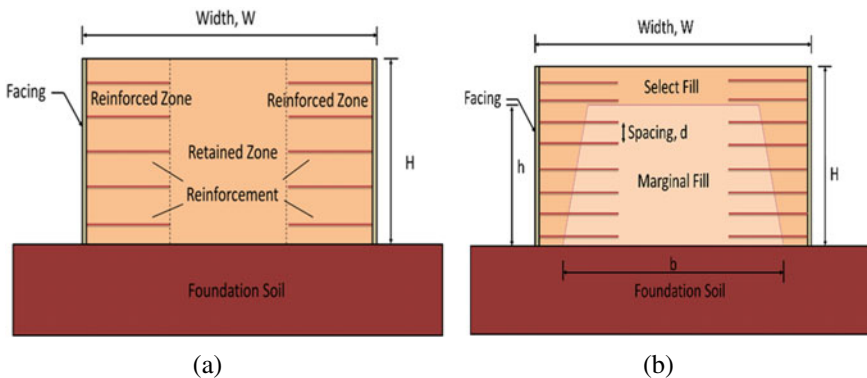 Width, W
Facing
Reinforced Zone
Reinforced Zone
Retained Zone
Reinforcement
H
Foundation Soil
(a)
Width, W
Facing
Select Fill
Spacing, d
h
Marginal Fill
H
b
Foundation Soil
(b)